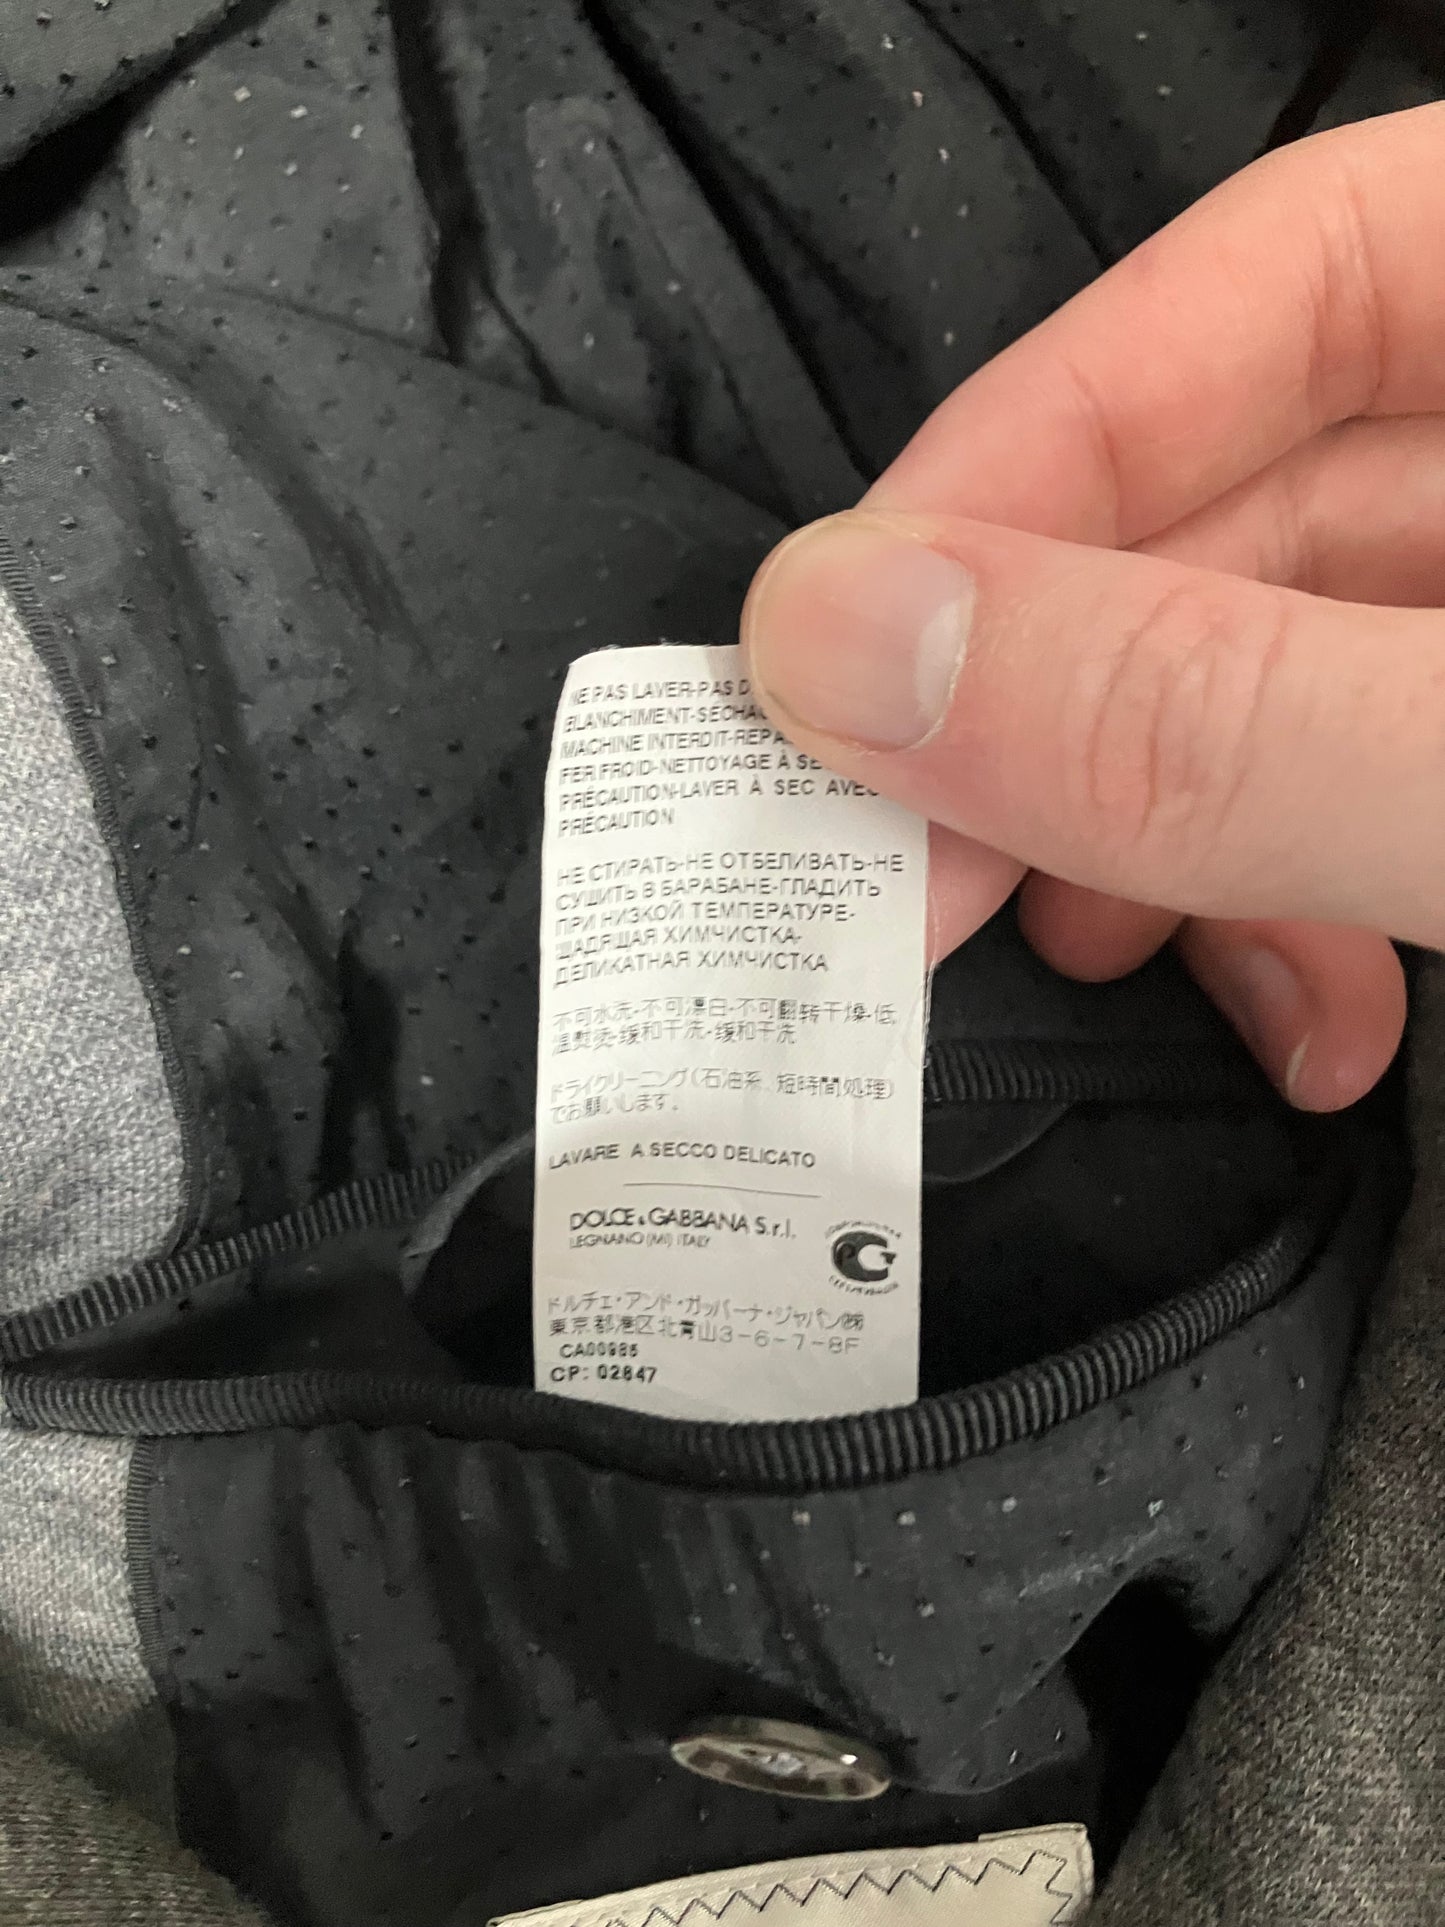 NE PAS LAVER-PAS D
BLANCHIMENT-SECHAG
MACHINE INTERDIT-REPA
FER FROID-NETTOYAGE À SE
PRÉCAUTION-LAVER À SEC AVEC
PRÉCAUTION
НЕ СТИРАТЬ-НЕ ОТБЕЛИВАТЬ-НЕ
СУШИТЬ В БАРАБАНЕ-ГЛАДИТЬ
ПРИ НИЗКОЙ ТЕМПЕРАТУРЕ-
ЩАДЯЩАЯ ХИМЧИСТКА-
ДЕЛИКАТНАЯ ХИМЧИСТКА
不可水洗-不可漂白-不可翻转干燥-低
温熨烫-缓和干洗-缓和干洗
ドライクリーニング(石油系、短時間処理)
でお願いします。
LAVARE A SECCO DELICATO
DOLCE & GABBANA S.r.l.
LEGNANO (MI) ITALY
ドルチェ・アンド・ガッバーナ・ジャパン㈱
東京都港区北青山3-6-7-8F
CA00985
CP: 02847